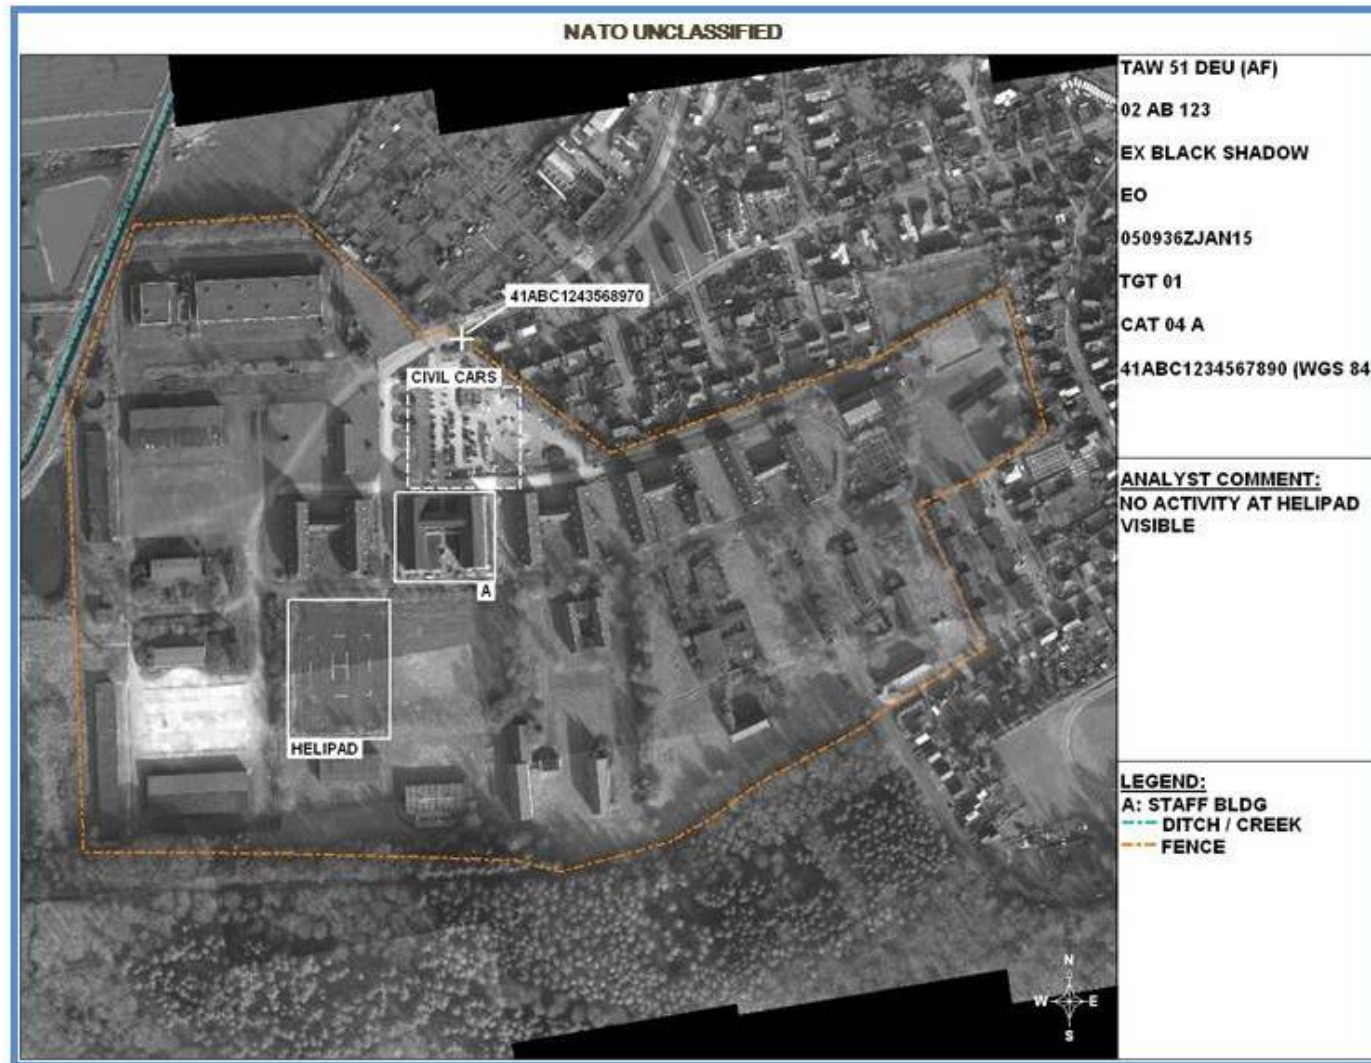 NATO UNCLASSIFIED
TAW 51 DEU (AF)
02 AB 123
EX BLACK SHADOW
EO
050936ZJAN15
TGT 01
CAT 04 A
41ABC1234567890 (WGS 84
41ABC1243568970
CIVIL CARS
A
HELIPAD
ANALYST COMMENT:
NO ACTIVITY AT HELIPAD
VISIBLE
LEGEND:
A: STAFF BLDG
DITCH / CREEK
FENCE
H
N
W E
S